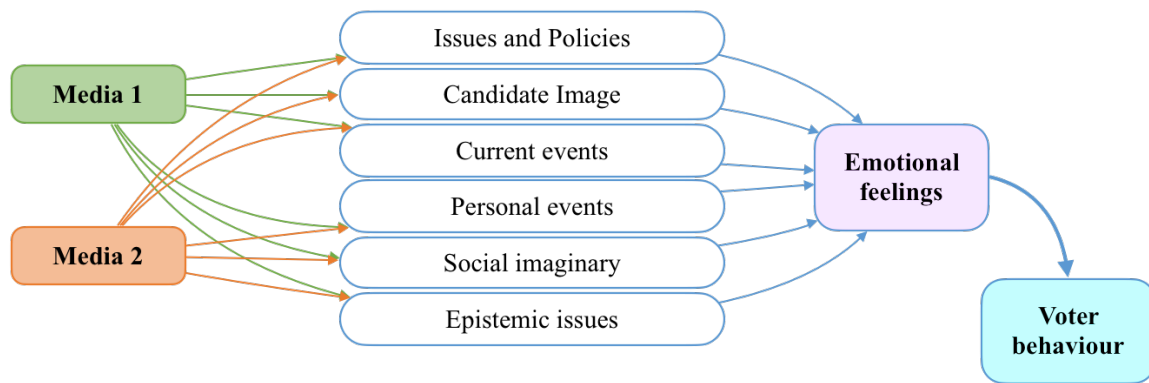 Media 1
Media 2
Issues and Policies
Candidate Image
Current events
Personal events
Social imaginary
Epistemic issues
Emotional
feelings
Voter
behaviour